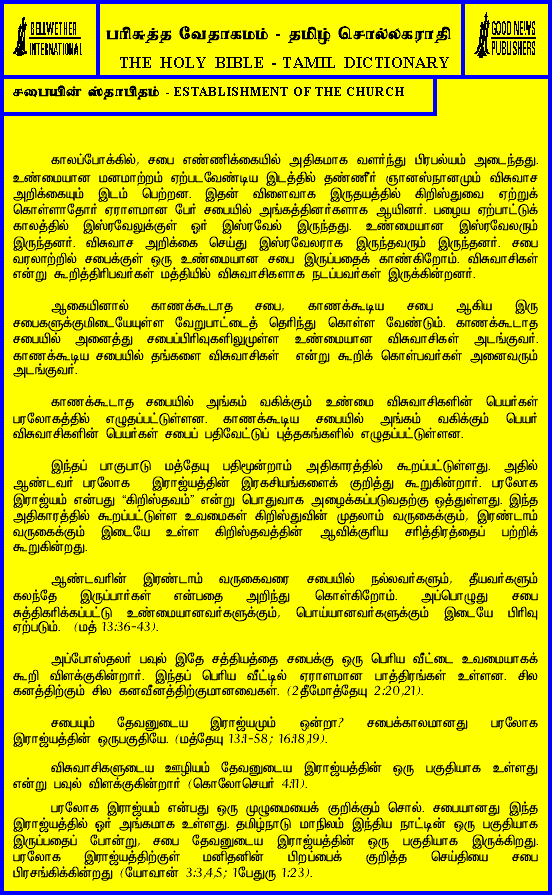 BELLWETHER
INTERNATIONAL
பரிசுத்த வேதாகமம் - தமிழ் சொல்லகராதி
THE HOLY BIBLE - TAMIL DICTIONARY
GOOD NEWS
PUBLISHERS
சபையின் ஸ்தாபிதம் - ESTABLISHMENT OF THE CHURCH
காலப்போக்கில், சபை எண்ணிக்கையில் அதிகமாக வளர்ந்து பிரபல்யம் அடைந்தது.
உண்மையான மனமாற்றம் ஏற்படவேண்டிய இடத்தில் தண்ணீர் ஞானஸ்நானமும் விசுவாச
அறிக்கையும் இடம் பெற்றன. இதன் விளைவாக இருதயத்தில் கிறிஸ்துவை ஏற்றுக்
கொள்ளாதோர் ஏராளமான பேர் சபையில் அங்கத்தினர்களாக ஆயினர். பழைய ஏற்பாட்டுக்
காலத்தில் இஸ்ரவேலுக்குள் ஓர் இஸ்ரவேல் இருந்தது. உண்மையான இஸ்ரவேலரும்
இருந்தனர். விசுவாச அறிக்கை செய்து இஸ்ரவேலராக இருந்தவரும் இருந்தனர். சபை
வரலாற்றில் சபைக்குள் ஒரு உண்மையான சபை இருப்பதைக் காண்கிறோம். விசுவாசிகள்
என்று கூறித்திரிபவர்கள் மத்தியில் விசுவாசிகளாக நடப்பவர்கள் இருக்கின்றனர்.
ஆகையினால் காணக்கூடாத சபை, காணக்கூடிய சபை ஆகிய இரு
சபைகளுக்குமிடையேயுள்ள வேறுபாட்டைத் தெரிந்து கொள்ள வேண்டும். காணக்கூடாத
சபையில் அனைத்து சபைப்பிரிவுகளிலுமுள்ள உண்மையான விசுவாசிகள் அடங்குவர்.
காணக்கூடிய சபையில் தங்களை விசுவாசிகள் என்று கூறிக் கொள்பவர்கள் அனைவரும்
அடங்குவர்.
காணக்கூடாத சபையில் அங்கம் வகிக்கும் உண்மை விசுவாசிகளின் பெயர்கள்
பரலோகத்தில் எழுதப்பட்டுள்ளன. காணக்கூடிய சபையில் அங்கம் வகிக்கும் பெயர்
விசுவாசிகளின் பெயர்கள் சபைப் பதிவேட்டுப் புத்தகங்களில் எழுதப்பட்டுள்ளன.
இந்தப் பாகுபாடு மத்தேயு பதிமூன்றாம் அதிகாரத்தில் கூறப்பட்டுள்ளது. அதில்
ஆண்டவர் பரலோக இராஜ்யத்தின் இரகசியங்களைக் குறித்து கூறுகின்றார். பரலோக
இராஜ்யம் என்பது “கிறிஸ்தவம்” என்று பொதுவாக அழைக்கப்படுவதற்கு ஒத்துள்ளது. இந்த
அதிகாரத்தில் கூறப்பட்டுள்ள உவமைகள் கிறிஸ்துவின் முதலாம் வருகைக்கும், இரண்டாம்
வருகைக்கும் இடையே உள்ள கிறிஸ்தவத்தின் ஆவிக்குரிய சரித்திரத்தைப் பற்றிக்
கூறுகின்றது.
ஆண்டவரின் இரண்டாம் வருகைவரை சபையில் நல்லவர்களும், தீயவர்களும்
கலந்தே இருப்பார்கள் என்பதை அறிந்து கொள்கிறோம். அப்பொழுது சபை
சுத்திகரிக்கப்பட்டு உண்மையானவர்களுக்கும், பொய்யானவர்களுக்கும் இடையே பிரிவு
ஏற்படும். (மத் 13:36-43).
அப்போஸ்தலர் பவுல் இதே சத்தியத்தை சபைக்கு ஒரு பெரிய வீட்டை உவமையாகக்
கூறி விளக்குகின்றார். இந்தப் பெரிய வீட்டில் ஏராளமான பாத்திரங்கள் உள்ளன. சில
கனத்திற்கும் சில கனவீனத்திற்குமானவைகள். (2தீமோத்தேயு 2:20,21).
சபையும் தேவனுடைய இராஜ்யமும் ஒன்றா? சபைக்காலமானது பரலோக
இராஜ்யத்தின் ஒருபகுதியே. (மத்தேயு 13:1-58; 16:18,19).
விசுவாசிகளுடைய ஊழியம் தேவனுடைய இராஜ்யத்தின் ஒரு பகுதியாக உள்ளது
என்று பவுல் விளக்குகின்றார் (கொலோசெயர் 4:11).
பரலோக இராஜ்யம் என்பது ஒரு முழுமையைக் குறிக்கும் சொல். சபையானது இந்த
இராஜ்யத்தில் ஓர் அங்கமாக உள்ளது. தமிழ்நாடு மாநிலம் இந்திய நாட்டின் ஒரு பகுதியாக
இருப்பதைப் போன்று, சபை தேவனுடைய இராஜ்யத்தின் ஒரு பகுதியாக இருக்கிறது.
பரலோக இராஜ்யத்திற்குள் மனிதனின் பிறப்பைக் குறித்த செய்தியை சபை
பிரசங்கிக்கின்றது (யோவான் 3:3,4,5; 1பேதுரு 1:23).